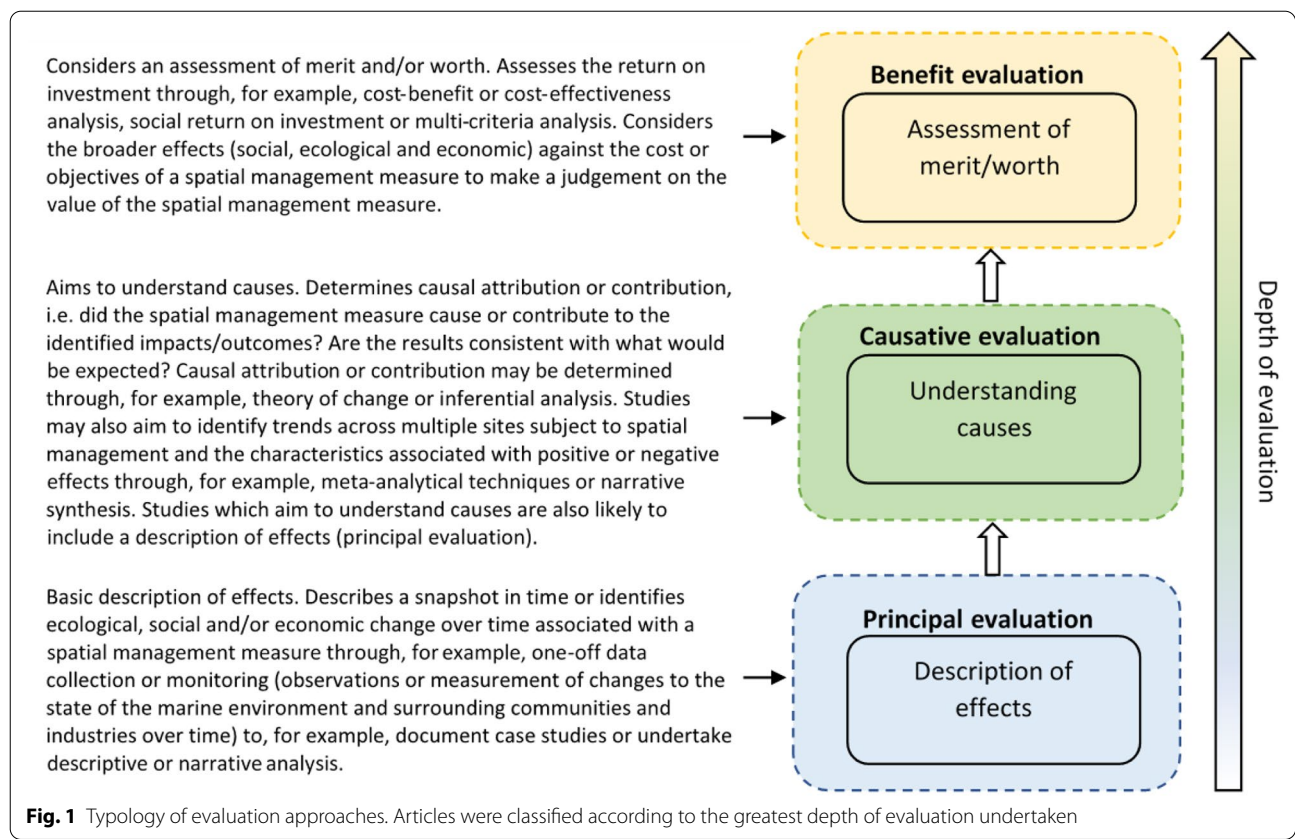 Considers an assessment of merit and/or worth. Assesses the return on
investment through, for example, cost-benefit or cost-effectiveness
analysis, social return on investment or multi-criteria analysis. Considers
the broader effects (social, ecological and economic) against the cost or
objectives of a spatial management measure to make a judgement on the
value of the spatial management measure.
Benefit evaluation
Assessment of
merit/worth
Aims to understand causes. Determines causal attribution or contribution,
i.e. did the spatial management measure cause or contribute to the
identified impacts/outcomes? Are the results consistent with what would
be expected? Causal attribution or contribution may be determined
through, for example, theory of change or inferential analysis. Studies
may also aim to identify trends across multiple sites subject to spatial
management and the characteristics associated with positive or negative
effects through, for example, meta-analytical techniques or narrative
synthesis. Studies which aim to understand causes are also likely to
include a description of effects (principal evaluation).
Causative evaluation
Understanding
causes
Basic description of effects. Describes a snapshot in time or identifies
ecological, social and/or economic change over time associated with a
spatial management measure through, for example, one-off data
collection or monitoring (observations or measurement of changes to the
state of the marine environment and surrounding communities and
industries over time) to, for example, document case studies or undertake
descriptive or narrative analysis.
Principal evaluation
Description of
effects
Depth of evaluation
Fig. 1 Typology of evaluation approaches. Articles were classified according to the greatest depth of evaluation undertaken